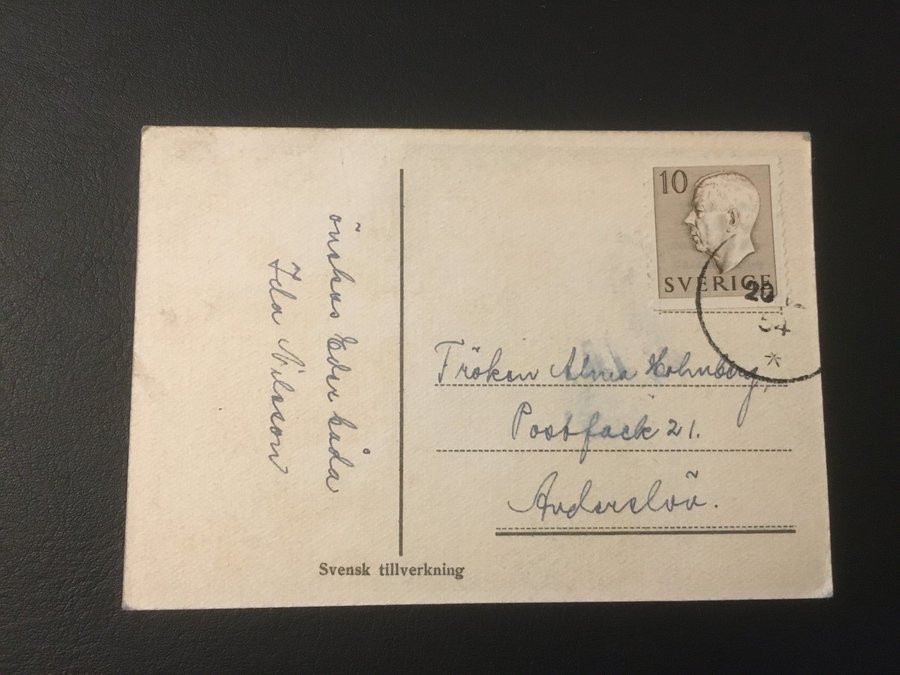 önskas Eder båda
Ida Nilsson
10
SVERIGE
20
54
*
Fröken Alma Holmberg,
Postfack 21.
Anderslöv.
Svensk tillverkning